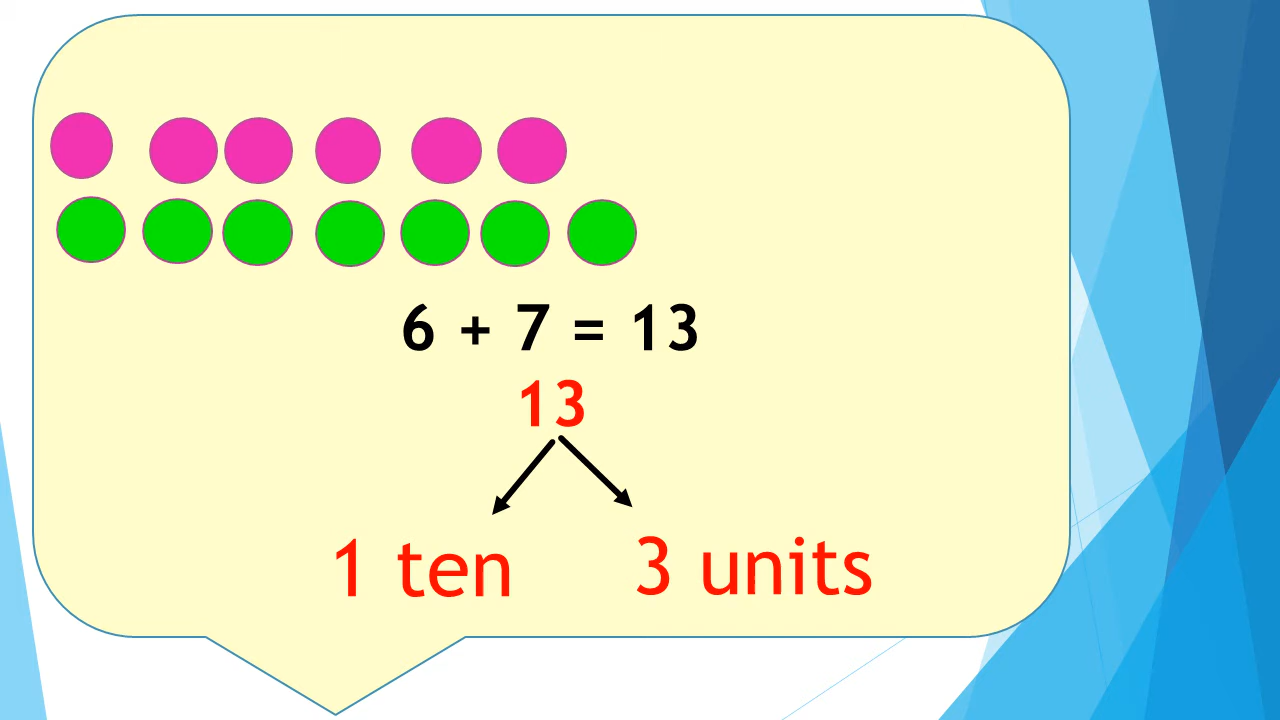 6 + 7 = 13
13
1 ten 3 units